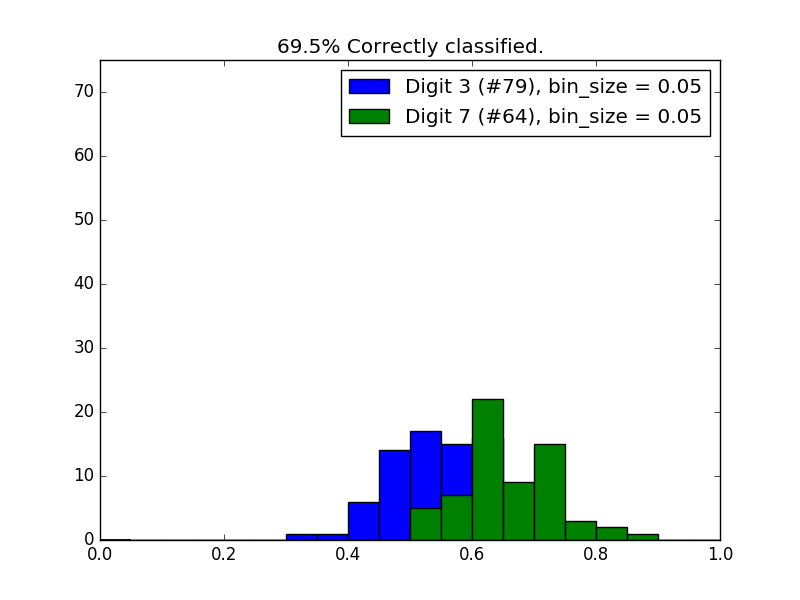 69.5% Correctly classified.
Digit 3 (#79), bin_size = 0.05
Digit 7 (#64), bin_size = 0.05
70
60
50
40
30
20
10
0
0.0 0.2 0.4 0.6 0.8 1.0